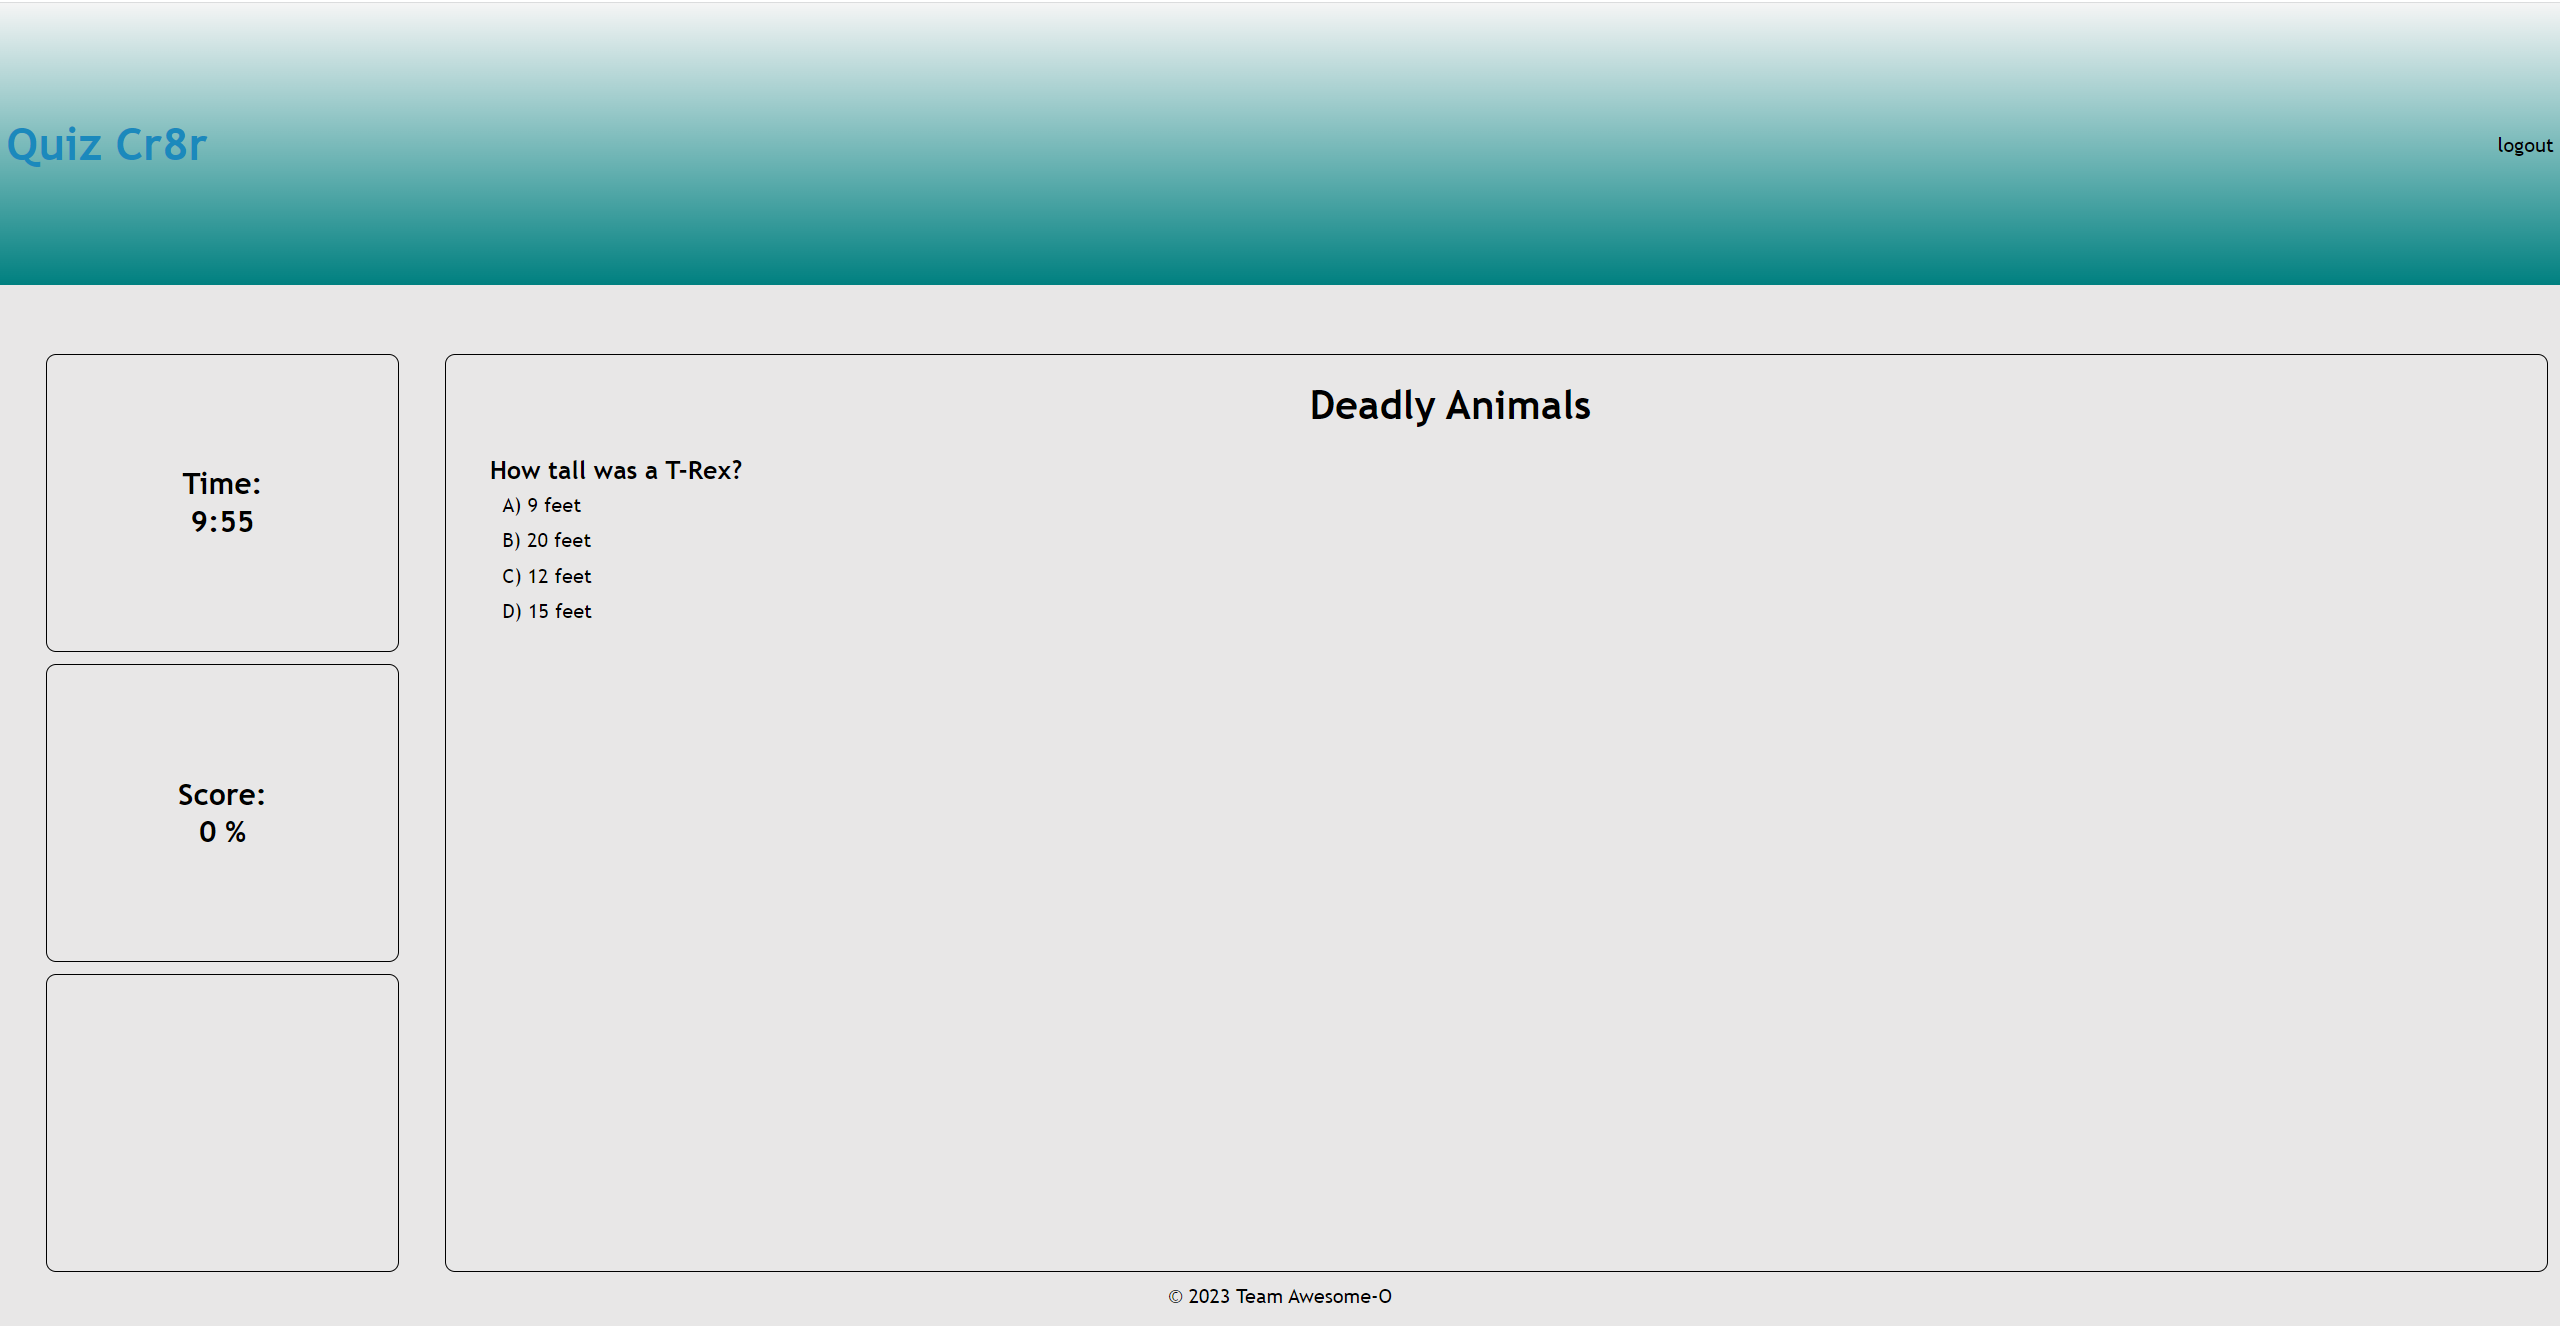 Quiz Cr8r
logout
Time:
9:55
Score:
0 %
Deadly Animals
How tall was a T-Rex?
A) 9 feet
B) 20 feet
C) 12 feet
D) 15 feet
© 2023 Team Awesome-O